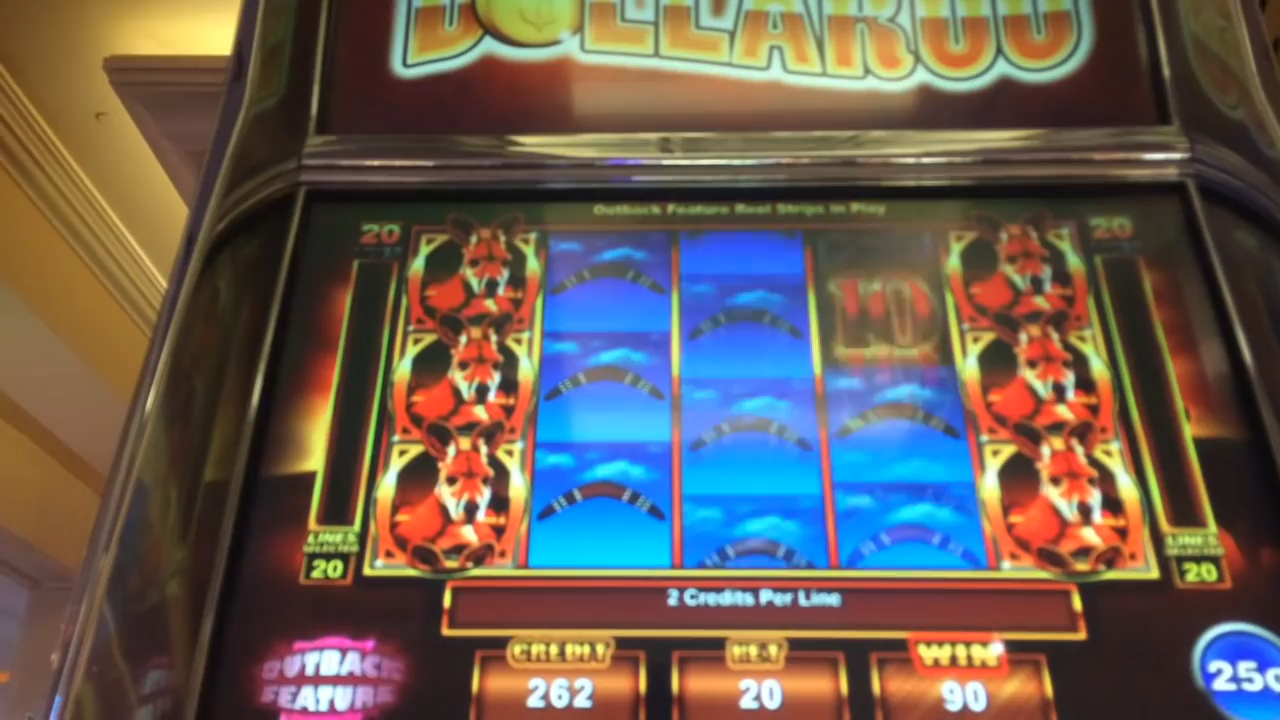 DOLLAROO
Outback Feature Reel Strips in Play
20
20
10
LINES
SELECTED
20
LINES
SELECTED
20
2 Credits Per Line
OUTBACK
FEATURE
CREDIT
262
BET
20
WIN
90
25¢